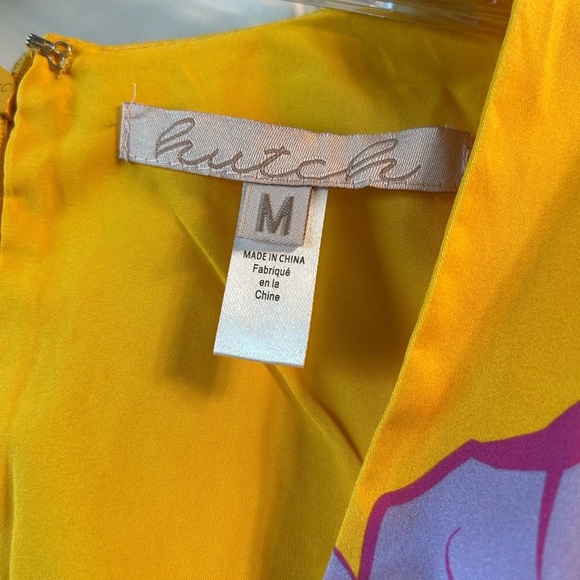 hutch
M
MADE IN CHINA
Fabriqué
en la
Chine